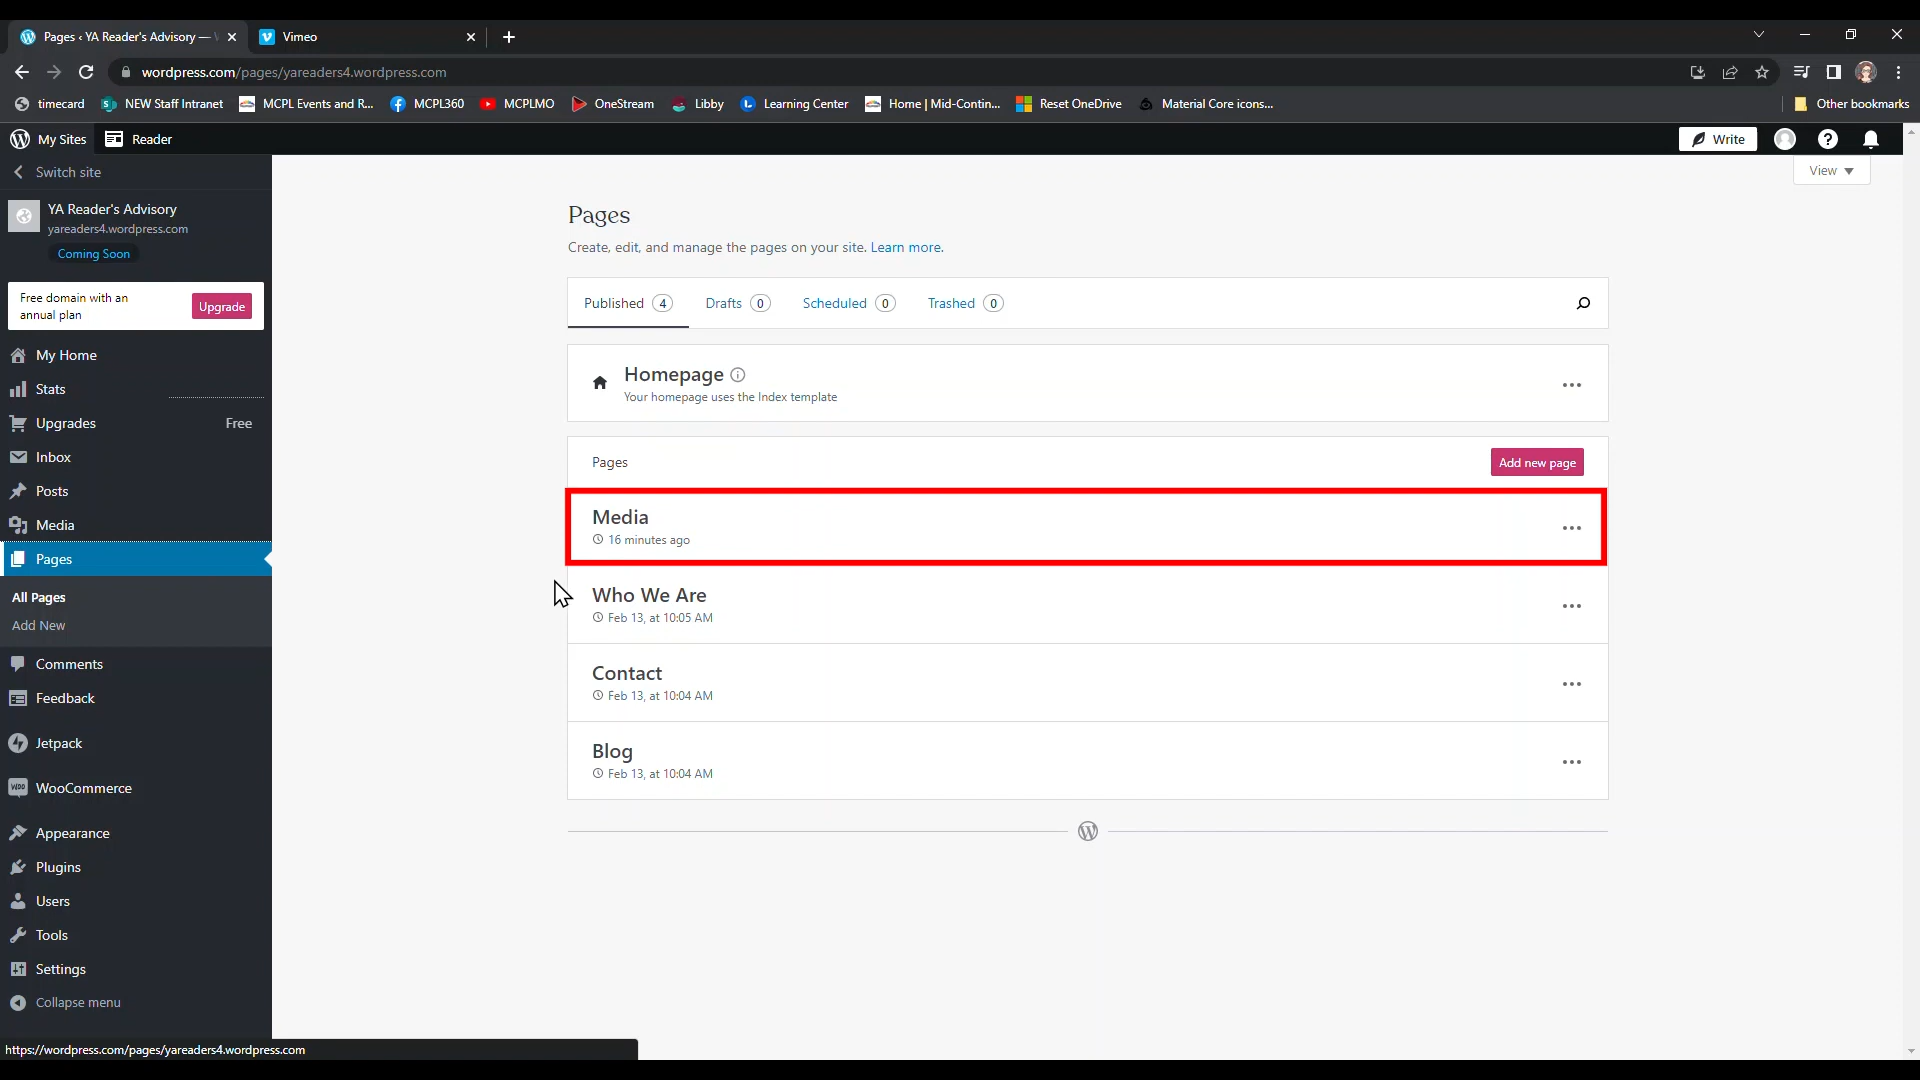 Pages ‹ YA Reader's Advisory —
Vimeo
wordpress.com/pages/yareaders4.wordpress.com
timecard
NEW Staff Intranet
MCPL Events and R...
MCPL360
MCPLMO
OneStream
Libby
Learning Center
Home | Mid-Contin...
Reset OneDrive
Material Core icons...
Other bookmarks
My Sites
Reader
Write
View
Switch site
YA Reader's Advisory
yareaders4.wordpress.com
Coming Soon
Free domain with an
annual plan
Upgrade
My Home
Stats
Upgrades
Free
Inbox
Posts
Media
Pages
All Pages
Add New
Comments
Feedback
Jetpack
WooCommerce
Appearance
Plugins
Users
Tools
Settings
Collapse menu
Pages
Create, edit, and manage the pages on your site. Learn more.
Published 4
Drafts 0
Scheduled 0
Trashed 0
Homepage
Your homepage uses the Index template
Pages
Add new page
Media
16 minutes ago
Who We Are
Feb 13, at 10:05 AM
Contact
Feb 13, at 10:04 AM
Blog
Feb 13, at 10:04 AM
https://wordpress.com/pages/yareaders4.wordpress.com